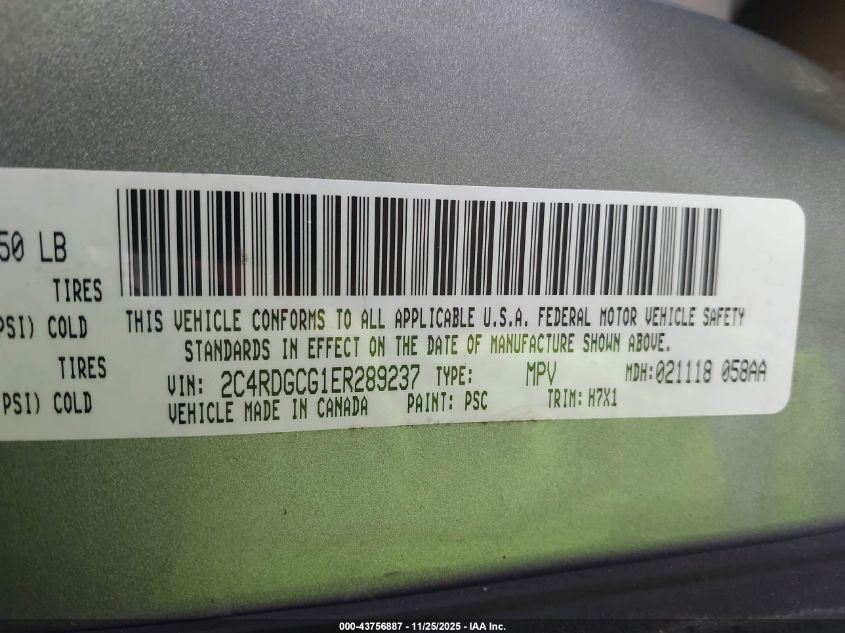 50 LB
TIRES
PSI) COLD
TIRES
PSI) COLD
THIS VEHICLE CONFORMS TO ALL APPLICABLE U.S.A. FEDERAL MOTOR VEHICLE SAFETY
STANDARDS IN EFFECT ON THE DATE OF MANUFACTURE SHOWN ABOVE.
VIN: 2C4RDGCG1ER289237 TYPE: MPV MDH:021118 058AA
VEHICLE MADE IN CANADA PAINT: PSC TRIM: H7X1
000-43756887 - 11/25/2025 - IAA Inc.